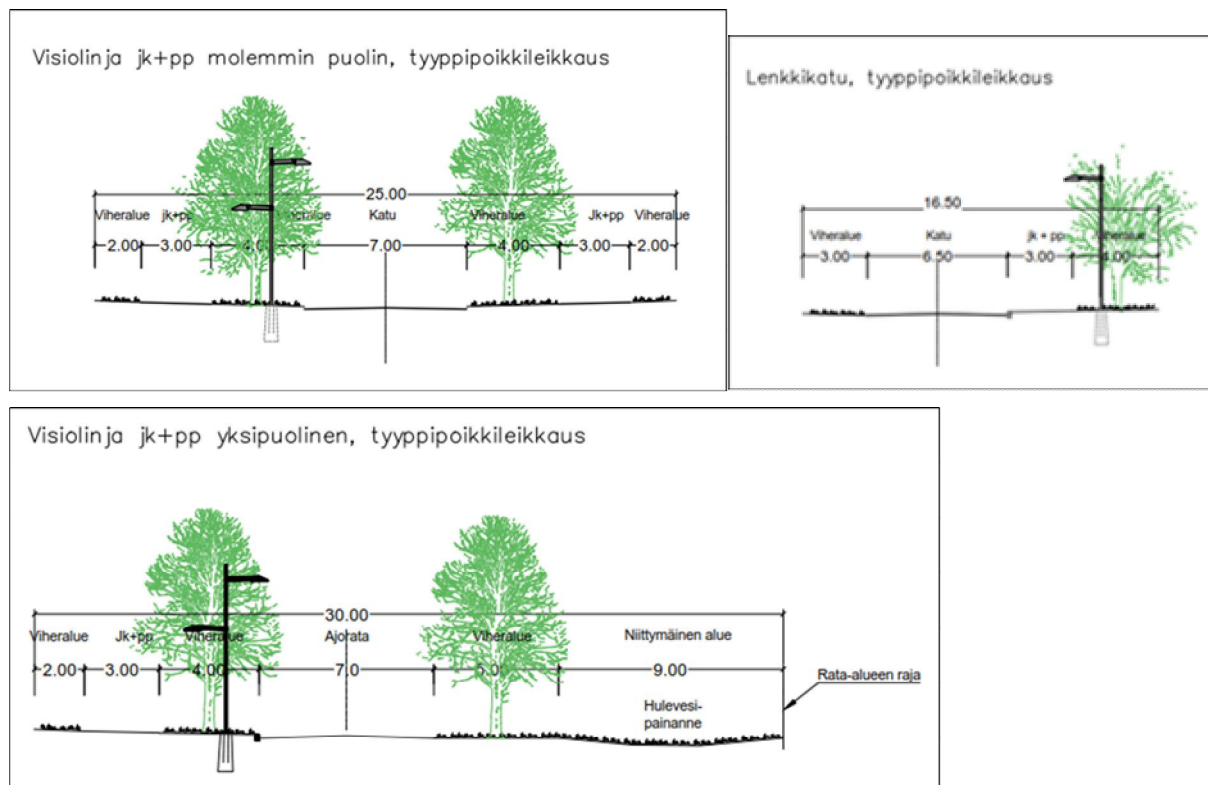 Visiolinja jk+pp molemmin puolin, tyyppipoikkileikkaus
25.00
Viheralue jk+pp Viheralue Katu Viheralue Jk+pp Viheralue
2.00 3.00 4.00 7.00 4.00 3.00 2.00
Lenkkikatu, tyyppipoikkileikkaus
16.50
Viheralue Katu jk + pp Viheralue
3.00 6.50 3.00 4.00
Visiolinja jk+pp yksipuolinen, tyyppipoikkileikkaus
30.00
Viheralue Jk+pp Viheralue Ajorata Viheralue Niittymäinen alue
2.00 3.00 4.00 7.0 5.00 9.00
Rata-alueen raja
Hulevesi-
painanne